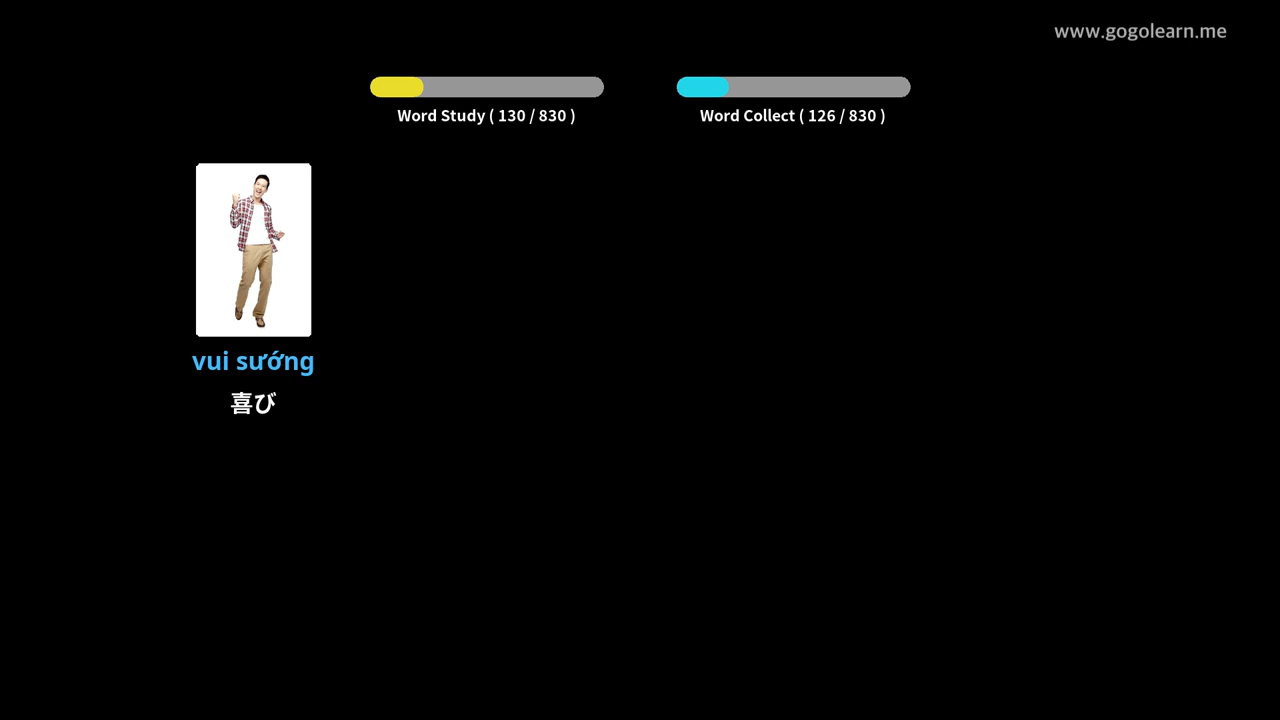 www.gogolearn.me
Word Study ( 130 / 830 )
Word Collect ( 126 / 830 )
vui sướng
喜び